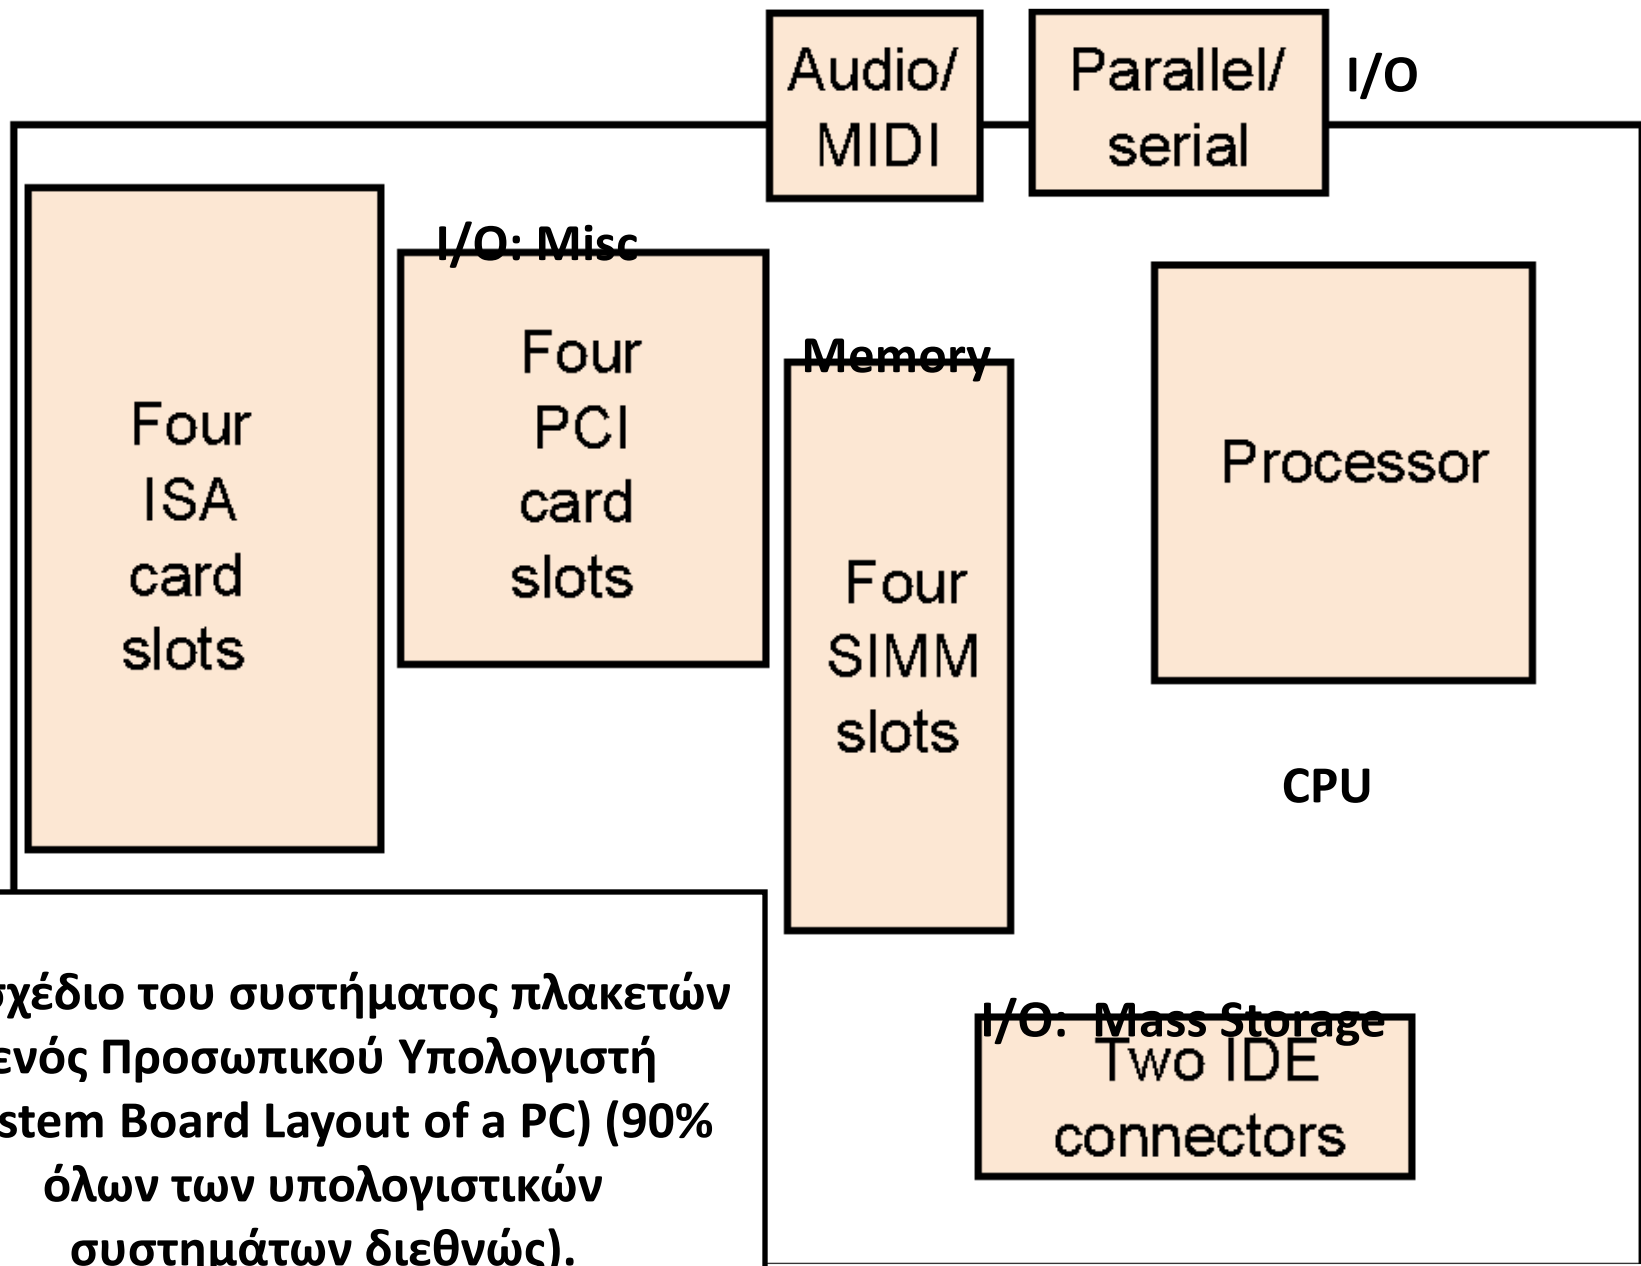 Audio/
MIDI
Parallel/
serial
I/O
I/O: Misc
Four
ISA
card
slots
Four
PCI
card
slots
Memory
Four
SIMM
slots
Processor
CPU
I/O: Mass Storage
Two IDE
connectors
σχέδιο του συστήματος πλακετών
ενός Προσωπικού Υπολογιστή
stem Board Layout of a PC) (90%
όλων των υπολογιστικών
συστημάτων διεθνώς).